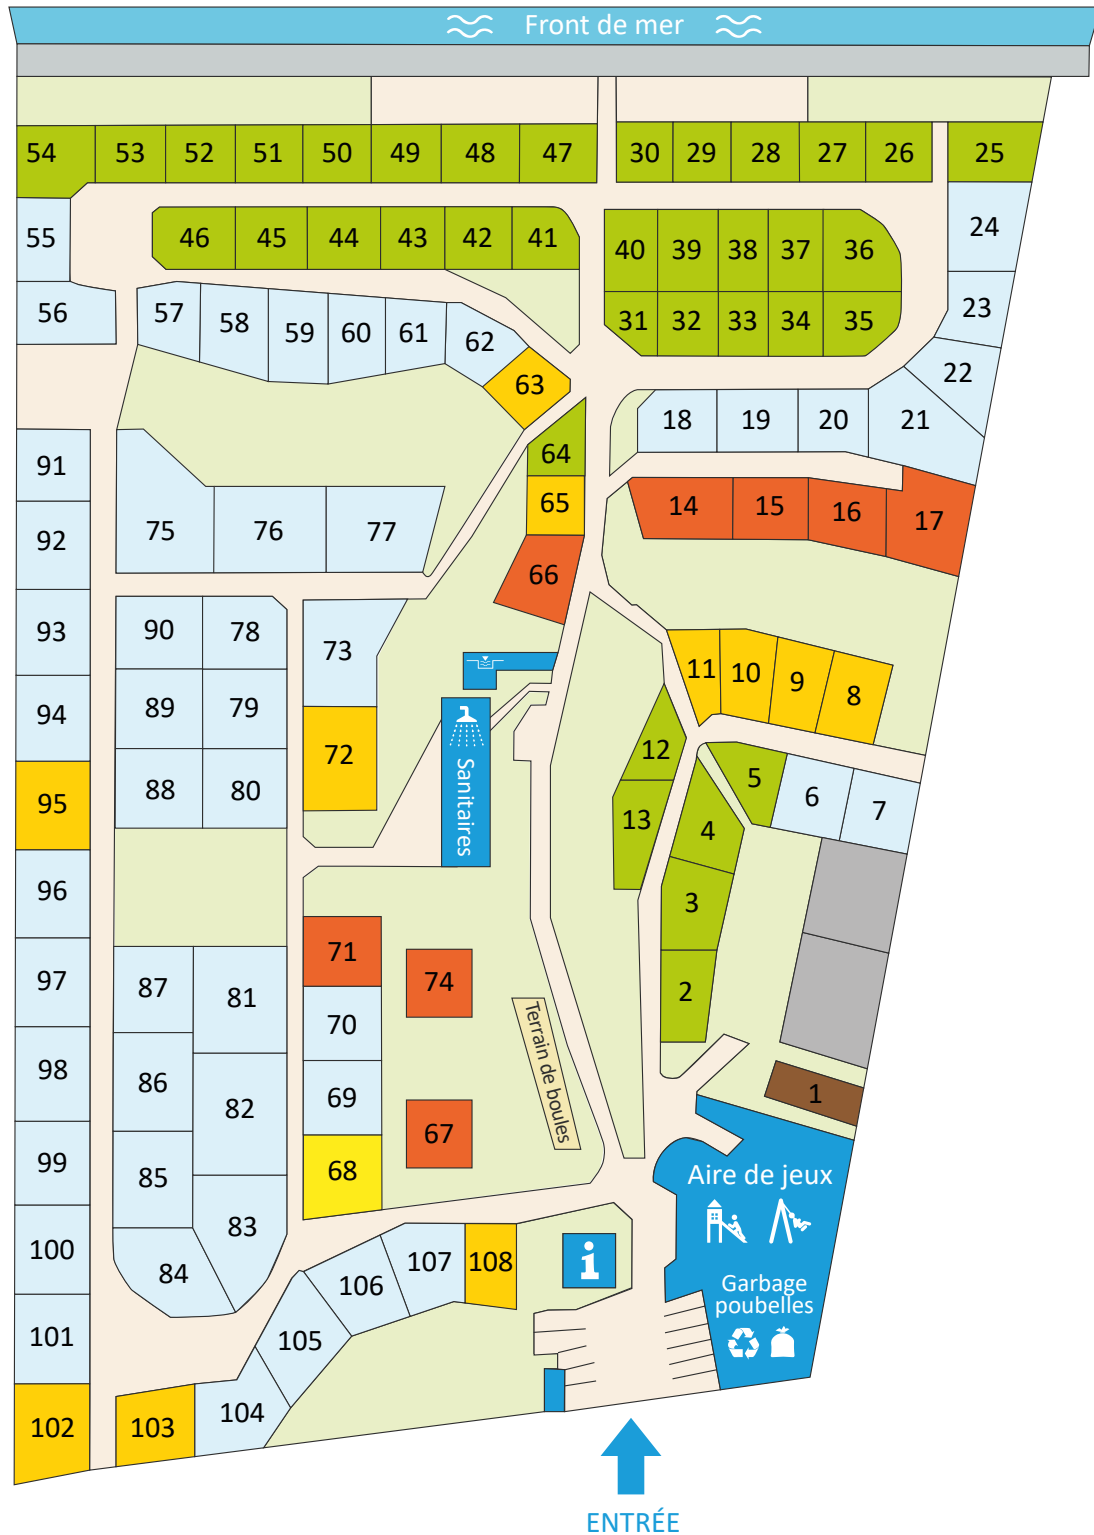 Front de mer
54 53 52 51 50 49 48 47 30 29 28 27 26 25
55 46 45 44 43 42 41 40 39 38 37 36 24
56 57 58 59 60 61 62 31 32 33 34 35 23
63 22
64 18 19 20 21
91 65 14 15 16 17
92 75 76 77 66
93 90 78 73 11 10 9 8
94 89 79 72 12
95 88 80 13 5 6 7
Sanitaires
4
96 3
97 87 81 71 74 2
98 86 82 70 69 67 1
Terrain de boules
99 85 83 68
Aire de jeux
100 84 106 107 108 i
Garbage
poubelles
101 105
102 103 104
ENTRÉE